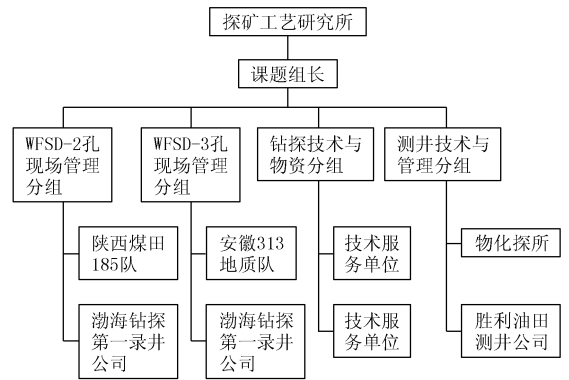 探矿工艺研究所
课题组长
WFSD-2孔
现场管理
分组
WFSD-3孔
现场管理
分组
钻探技术与
物资分组
测井技术与
管理分组
陕西煤田
185队
安徽313
地质队
技术服
务单位
物化探所
渤海钻探
第一录井
公司
渤海钻探
第一录井
公司
技术服
务单位
胜利油田
测井公司